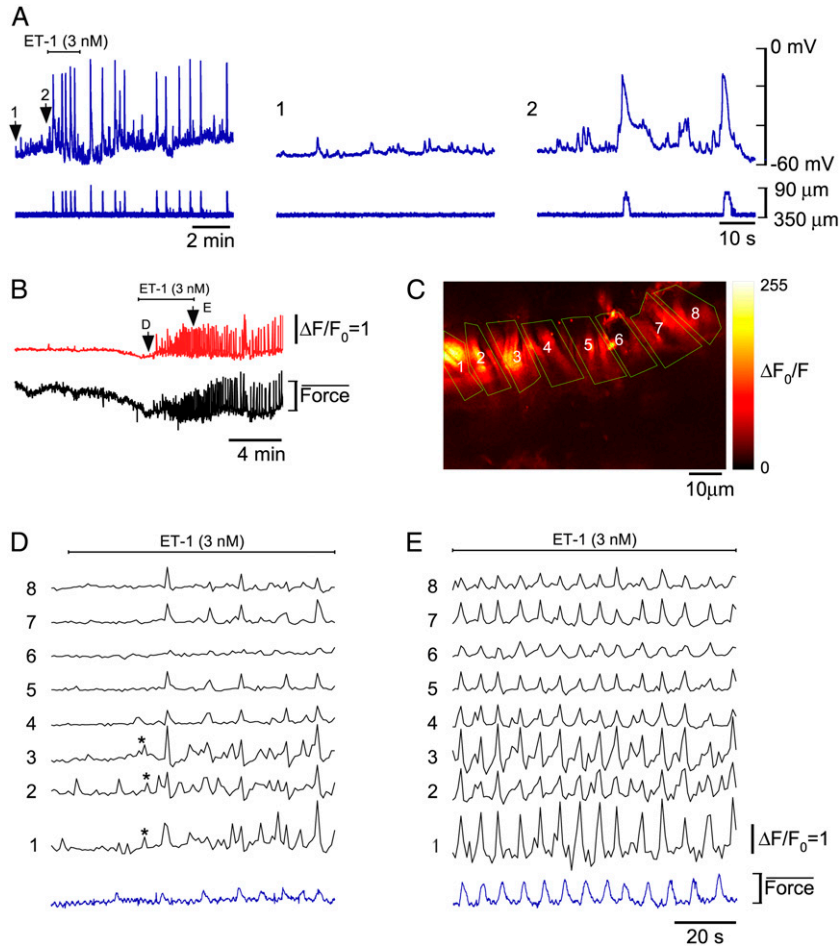 A
ET-1 (3 nM)
1
2
2 min
1
2
0 mV
-60 mV
90 μm
350 μm
10 s
B
ET-1 (3 nM)
D
E
ΔF/F₀=1
Force
4 min
C
1
2
3
4
5
6
7
8
255
ΔF₀/F
0
10μm
D
ET-1 (3 nM)
8
7
6
5
4
3
*
2
*
1
*
E
ET-1 (3 nM)
8
7
6
5
4
3
2
1
ΔF/F₀=1
Force
20 s